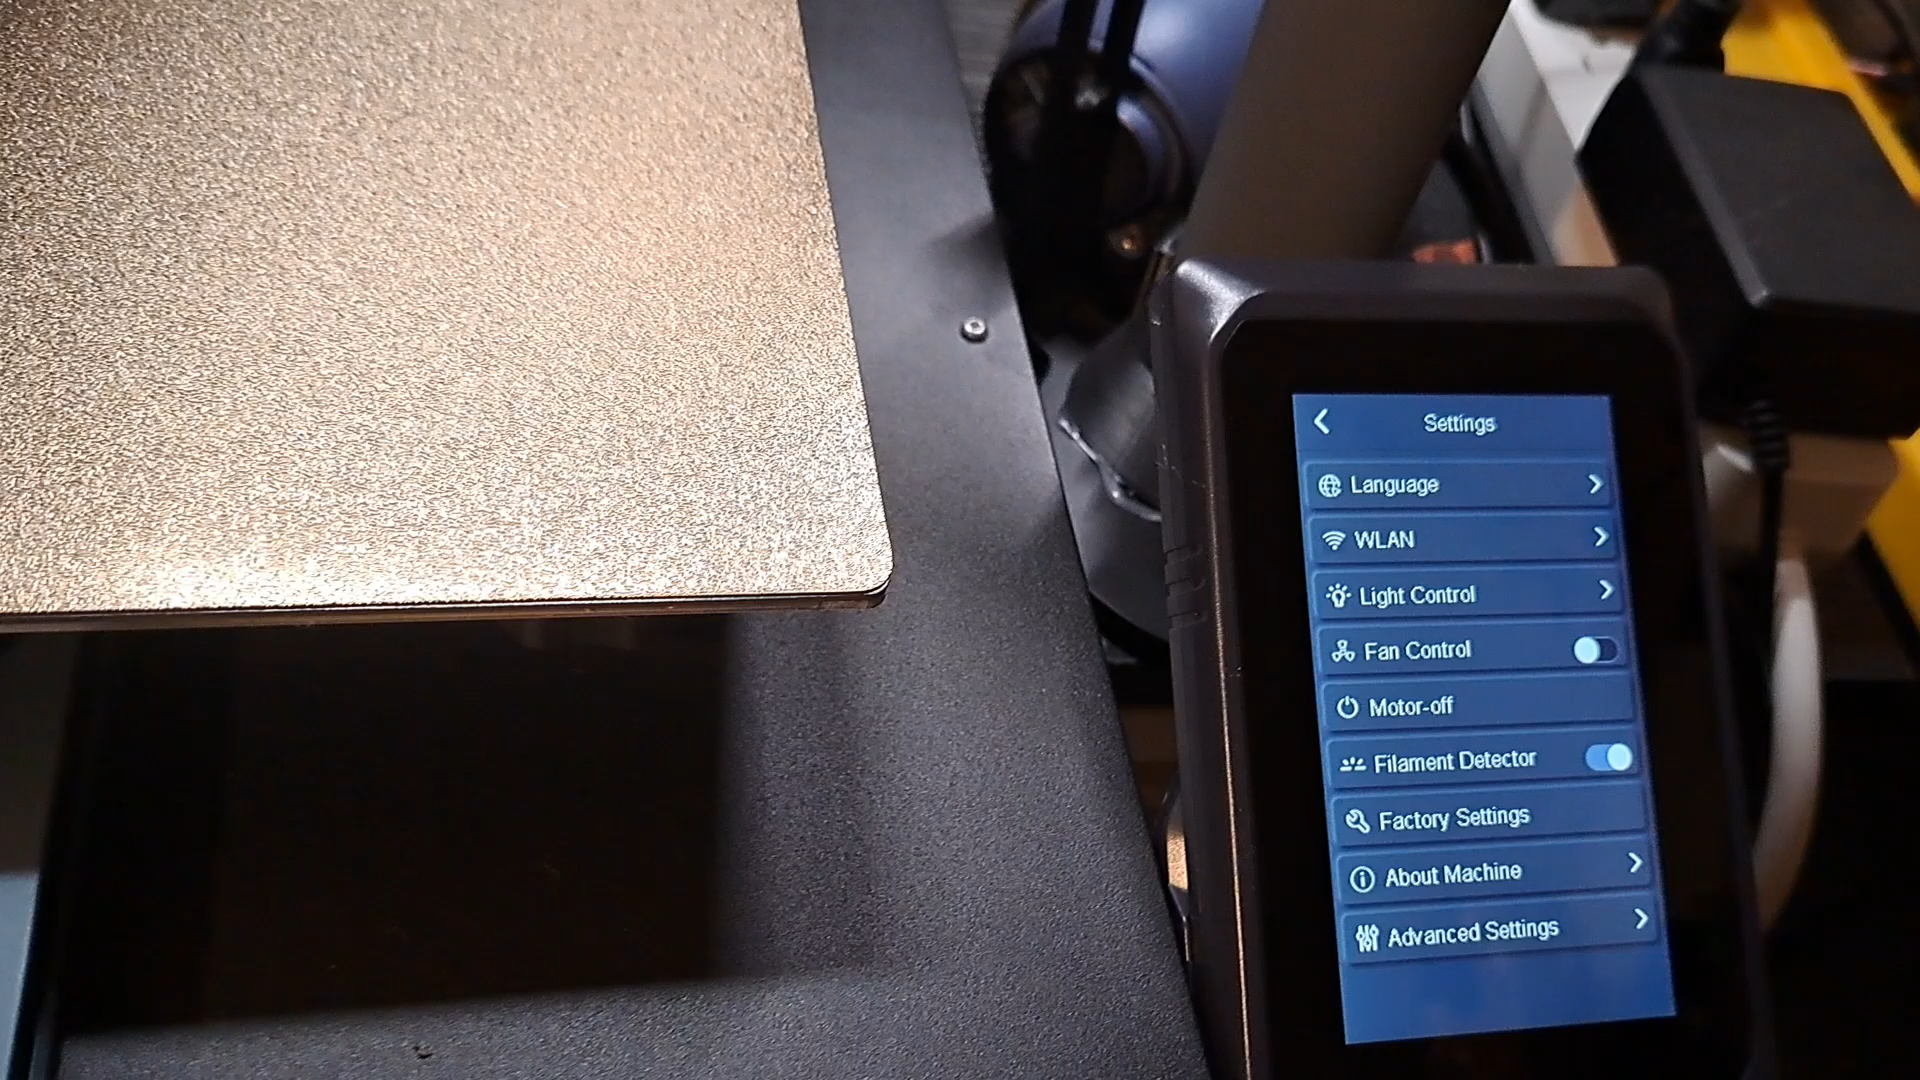 Settings
Language
WLAN
Light Control
Fan Control
Motor-off
Filament Detector
Factory Settings
About Machine
Advanced Settings